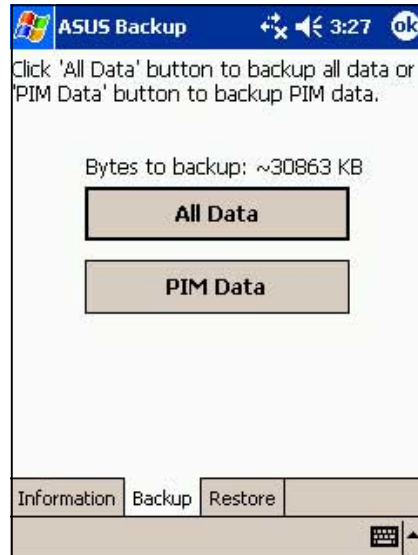 ASUS Backup 3:27 ok
Click 'All Data' button to backup all data or
'PIM Data' button to backup PIM data.
Bytes to backup: ~30863 KB
All Data
PIM Data
Information Backup Restore